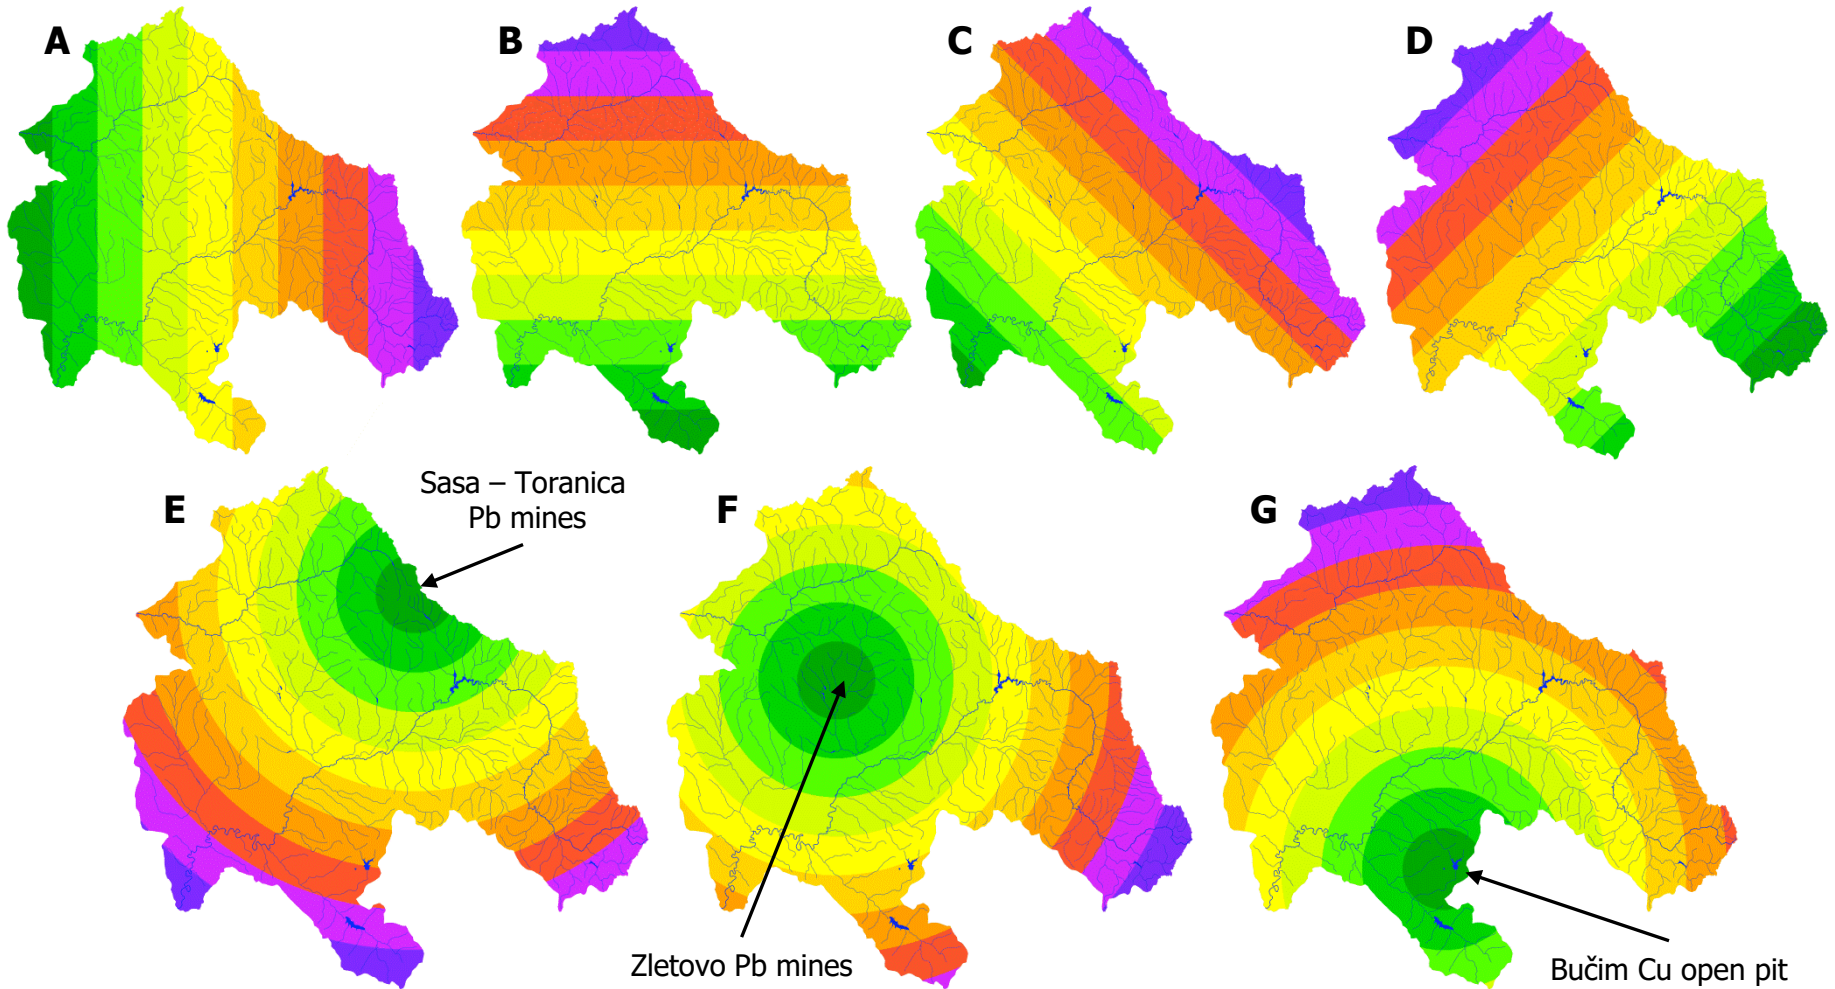 A
B
C
D
E
Sasa – Toranica
Pb mines
F
G
Zletovo Pb mines
Bučim Cu open pit